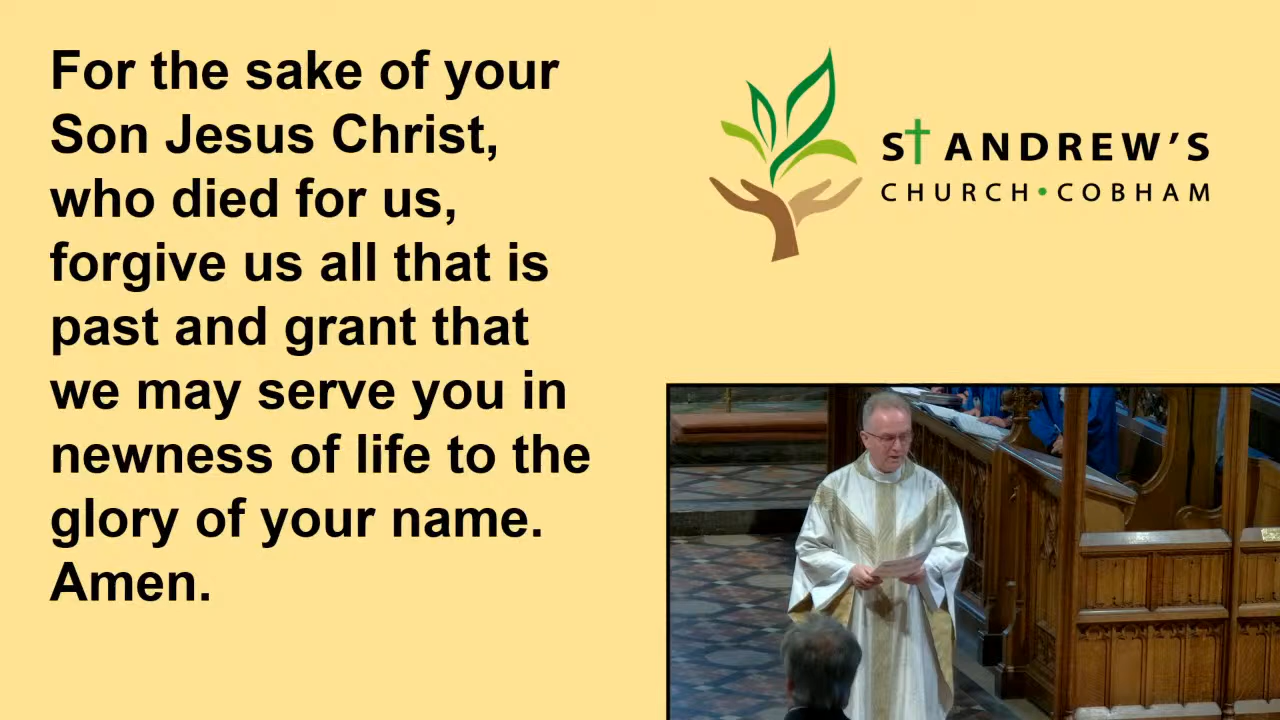 For the sake of your
Son Jesus Christ,
who died for us,
forgive us all that is
past and grant that
we may serve you in
newness of life to the
glory of your name.
Amen.
St ANDREW'S
CHURCH • COBHAM